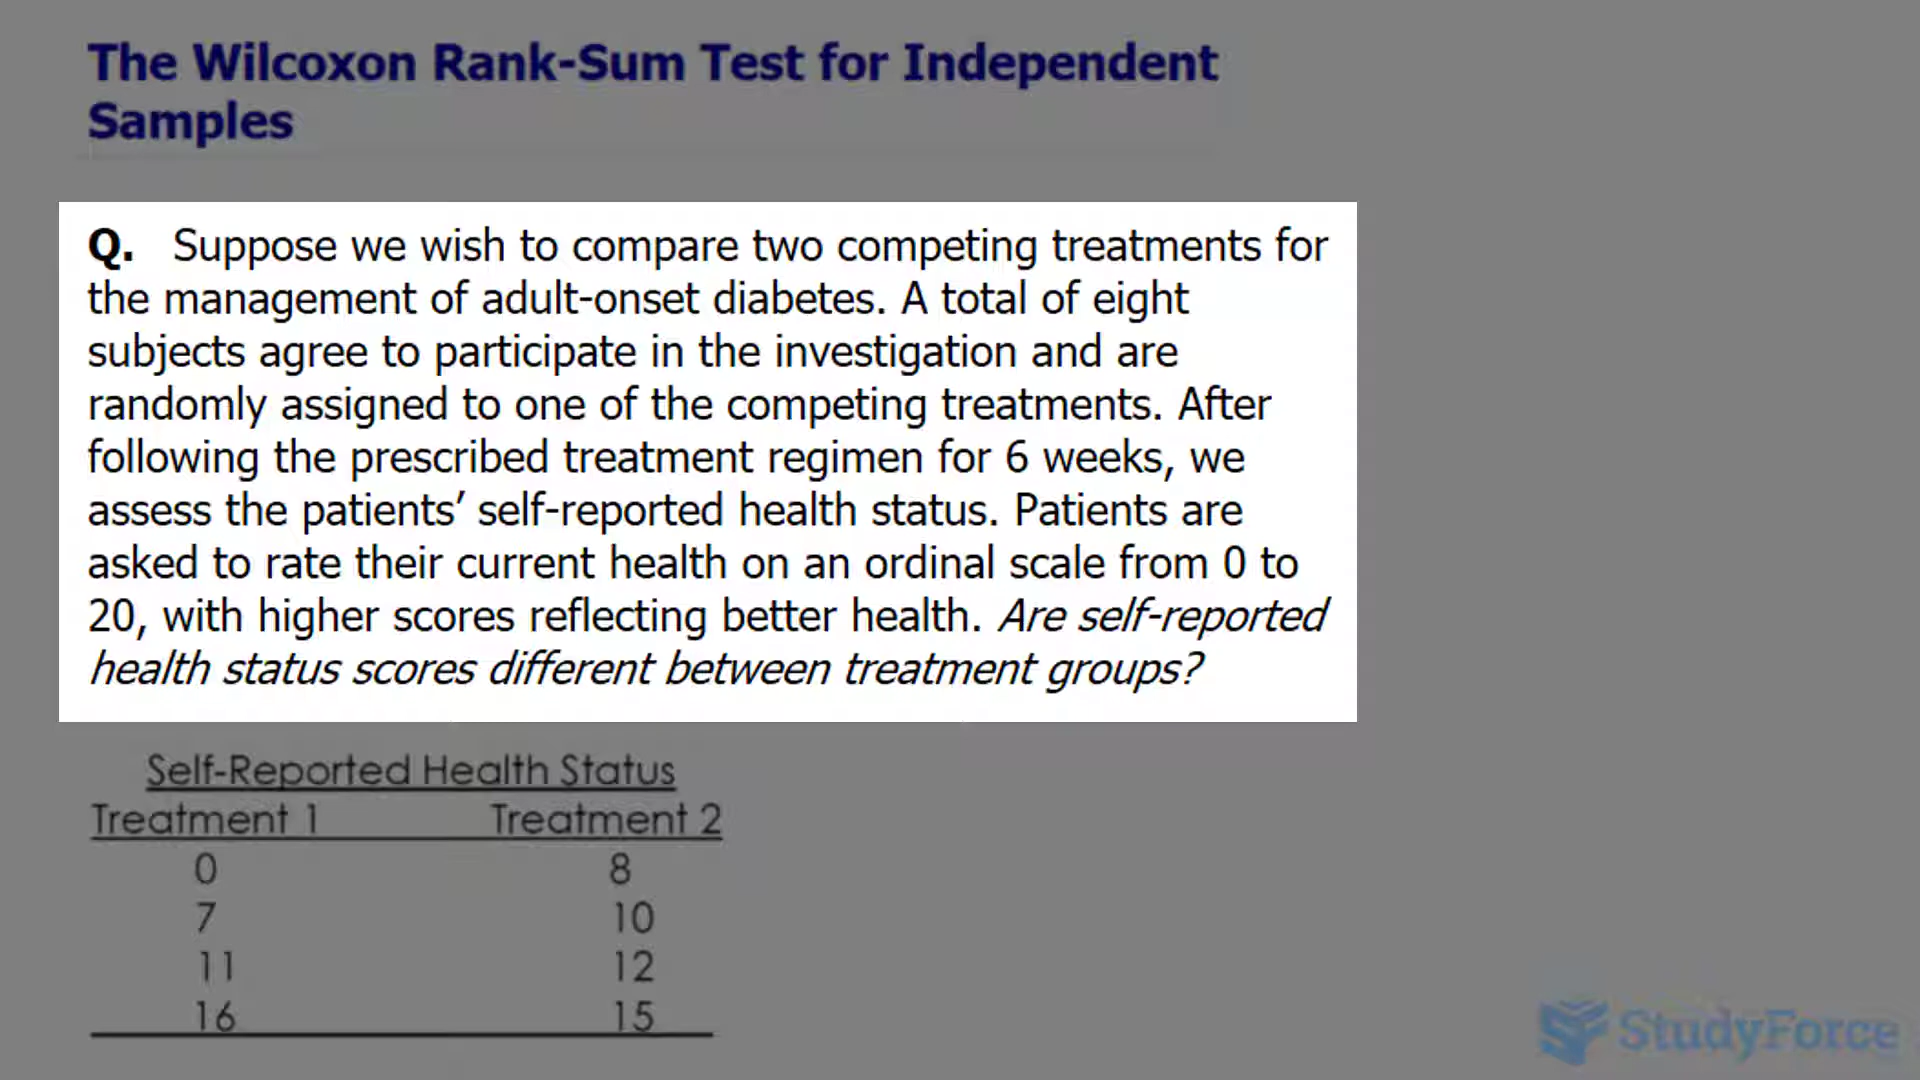 The Wilcoxon Rank-Sum Test for Independent
Samples
Q. Suppose we wish to compare two competing treatments for
the management of adult-onset diabetes. A total of eight
subjects agree to participate in the investigation and are
randomly assigned to one of the competing treatments. After
following the prescribed treatment regimen for 6 weeks, we
assess the patients’ self-reported health status. Patients are
asked to rate their current health on an ordinal scale from 0 to
20, with higher scores reflecting better health. Are self-reported
health status scores different between treatment groups?
Self-Reported Health Status
Treatment 1 Treatment 2
0 8
7 10
11 12
16 15
StudyForce